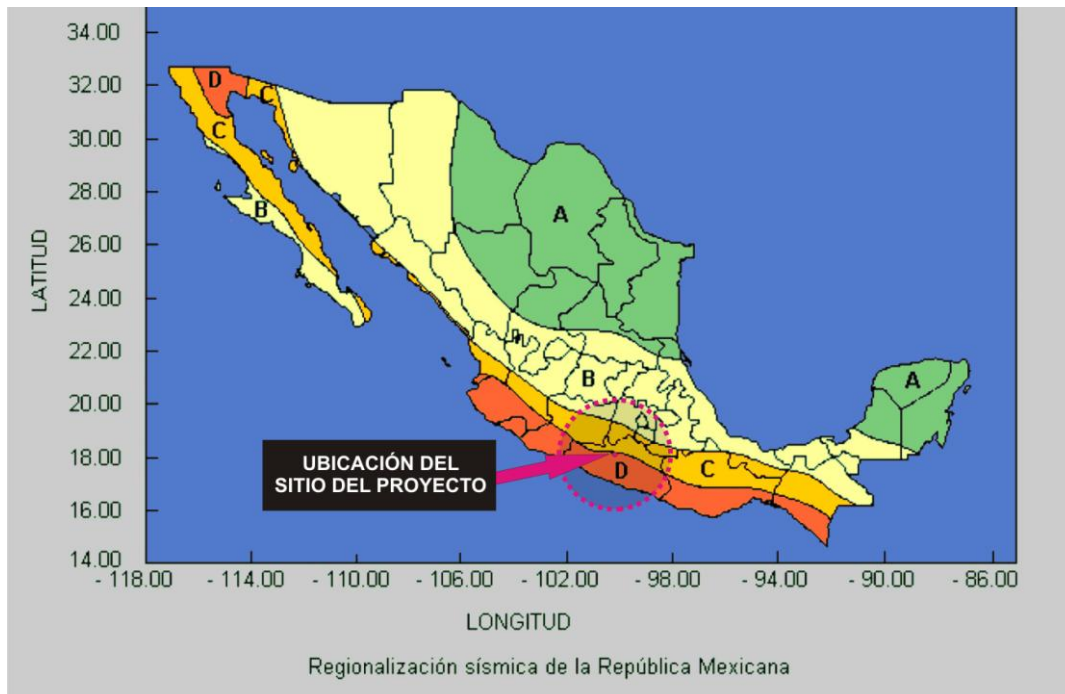 34.00
32.00
30.00
28.00
26.00
24.00
22.00
20.00
18.00
16.00
14.00
LATITUD
D
C
C
B
A
B
A
C
D
UBICACIÓN DEL
SITIO DEL PROYECTO
- 118.00 - 114.00 - 110.00 - 106.00 - 102.00 - 98.00 - 94.00 - 90.00 - 86.00
LONGITUD
Regionalización sísmica de la República Mexicana